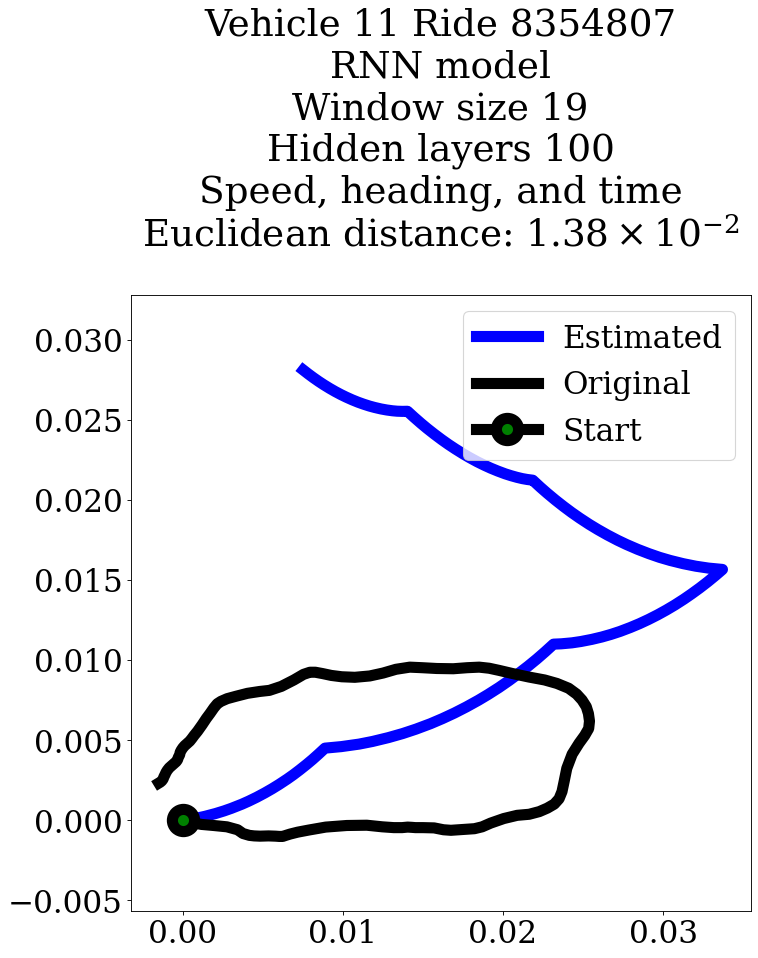 Vehicle 11 Ride 8354807
RNN model
Window size 19
Hidden layers 100
Speed, heading, and time
Euclidean distance: 1.38 × 10⁻²
Estimated
Original
Start
0.030
0.025
0.020
0.015
0.010
0.005
0.000
−0.005
0.00 0.01 0.02 0.03